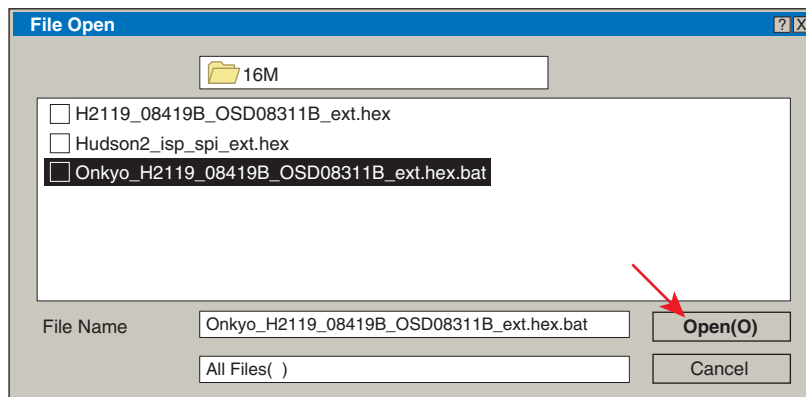 File Open ? X
16M
H2119_08419B_OSD08311B_ext.hex
Hudson2_isp_spi_ext.hex
Onkyo_H2119_08419B_OSD08311B_ext.hex.bat
File Name Onkyo_H2119_08419B_OSD08311B_ext.hex.bat Open(O)
All Files( ) Cancel